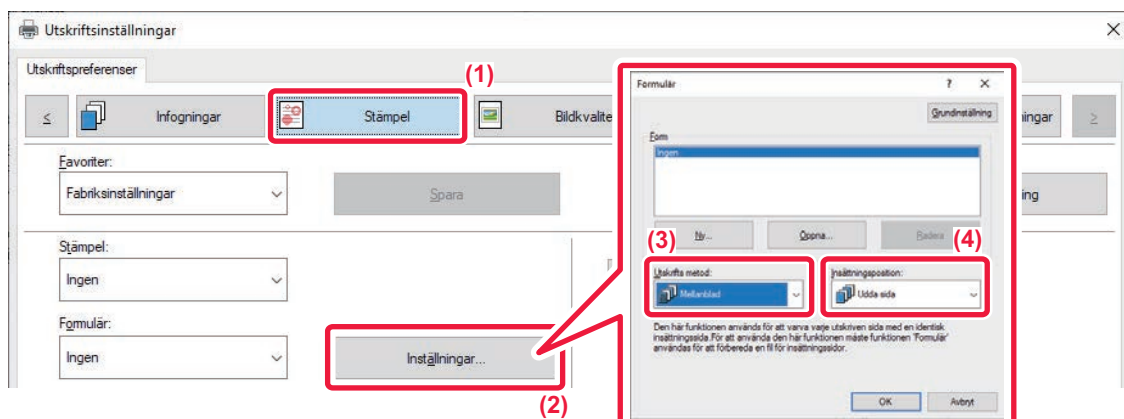 Utskriftsinställningar
Utskriftspreferenser
(1)
≤ Infogningar Stämpel Bildkvalite
Favoriter:
Fabriksinställningar Spara
Stämpel:
Ingen
Formulär:
Ingen Inställningar...
(2)
Formulär ? ×
Grundinställning
Form
Ingen
Ny... Öppna... Radera
(3) (4)
Utskrifts metod: Insättningsposition:
Mellanblad Udda sida
Den här funktionen används för att varva varje utskriven sida med en identisk
insättningssida.För att använda den här funktionen måste funktionen 'Formulär'
användas för att förbereda en fil för insättningssidor.
OK Avbryt
ningar ≥
ing